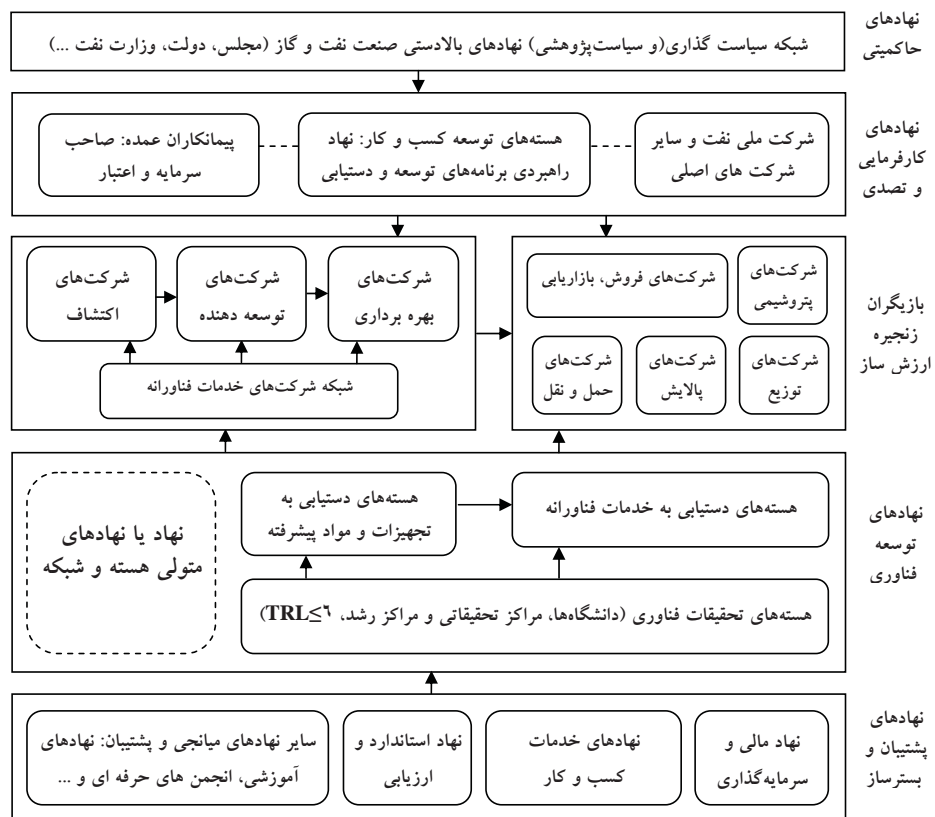 نهادهای
حاکمیتی
شبکه سیاست گذاری(و سیاست‌پژوهشی) نهادهای بالادستی صنعت نفت و گاز (مجلس، دولت، وزارت نفت ...)
نهادهای
کارفرمایی
و تصدی
شرکت ملی نفت و سایر
شرکت های اصلی
هسته‌های توسعه کسب و کار: نهاد
راهبردی برنامه‌های توسعه و دستیابی
پیمانکاران عمده: صاحب
سرمایه و اعتبار
بازیگران
زنجیره
ارزش ساز
شرکت‌های
پتروشیمی
شرکت‌های فروش، بازاریابی
شرکت‌های
توزیع
شرکت‌های
پالایش
شرکت‌های
حمل و نقل
شرکت‌های
بهره برداری
شرکت‌های
توسعه دهنده
شرکت‌های
اکتشاف
شبکه شرکت‌های خدمات فناورانه
نهادهای
توسعه
فناوری
هسته‌های دستیابی به خدمات فناورانه
هسته‌های دستیابی به
تجهیزات و مواد پیشرفته
هسته‌های تحقیقات فناوری (دانشگاه‌ها، مراکز تحقیقاتی و مراکز رشد، TRL≤٦)
نهاد یا نهادهای
متولی هسته و شبکه
نهادهای
پشتیبان و
بسترساز
نهاد مالی و
سرمایه‌گذاری
نهادهای خدمات
کسب و کار
نهاد استاندارد و
ارزیابی
سایر نهادهای میانجی و پشتیبان: نهادهای
آموزشی، انجمن های حرفه ای و ...